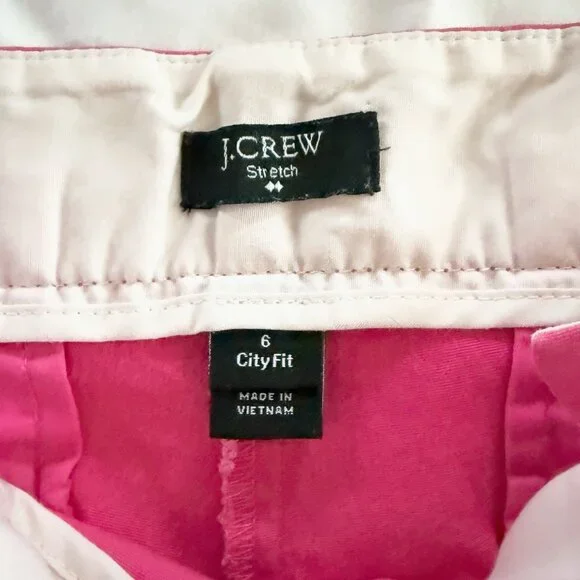 J.CREW
Stretch
6
City Fit
MADE IN
VIETNAM